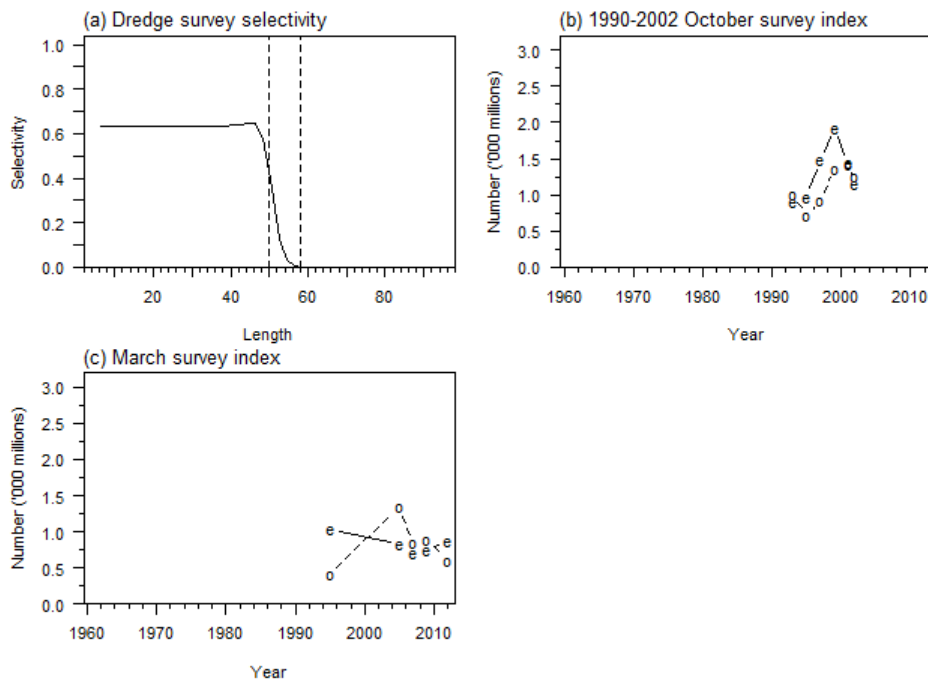 (a) Dredge survey selectivity
1.0
0.8
0.6
0.4
0.2
0.0
Selectivity
20 40 60 80
Length
(b) 1990-2002 October survey index
3.0
2.5
2.0
1.5
1.0
0.5
0.0
Number ('000 millions)
e e e e e e
o o o o o o
1960 1970 1980 1990 2000 2010
Year
(c) March survey index
3.0
2.5
2.0
1.5
1.0
0.5
0.0
Number ('000 millions)
e e e e e
o o o o o
1960 1970 1980 1990 2000 2010
Year